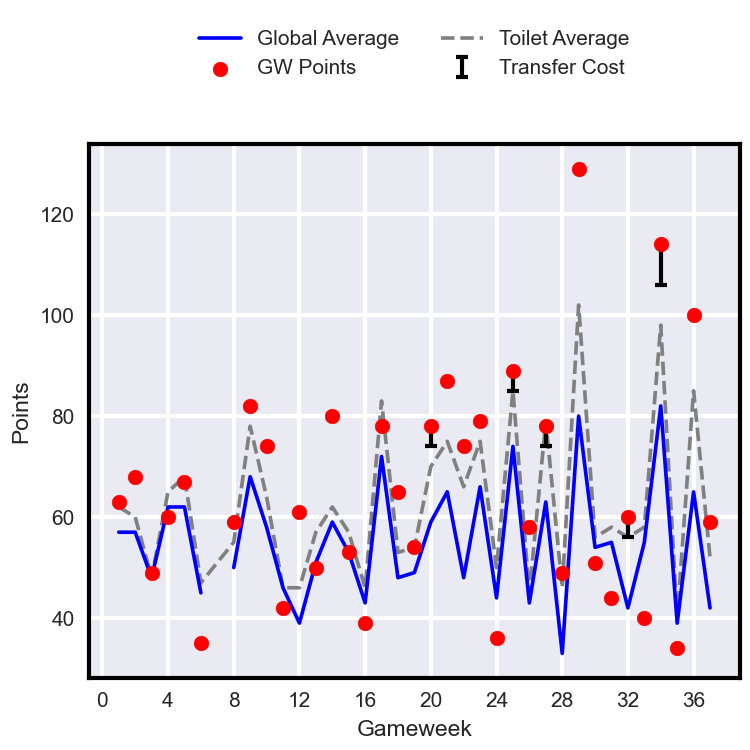 Global Average
Toilet Average
GW Points
Transfer Cost
120
100
80
60
40
Points
0 4 8 12 16 20 24 28 32 36
Gameweek